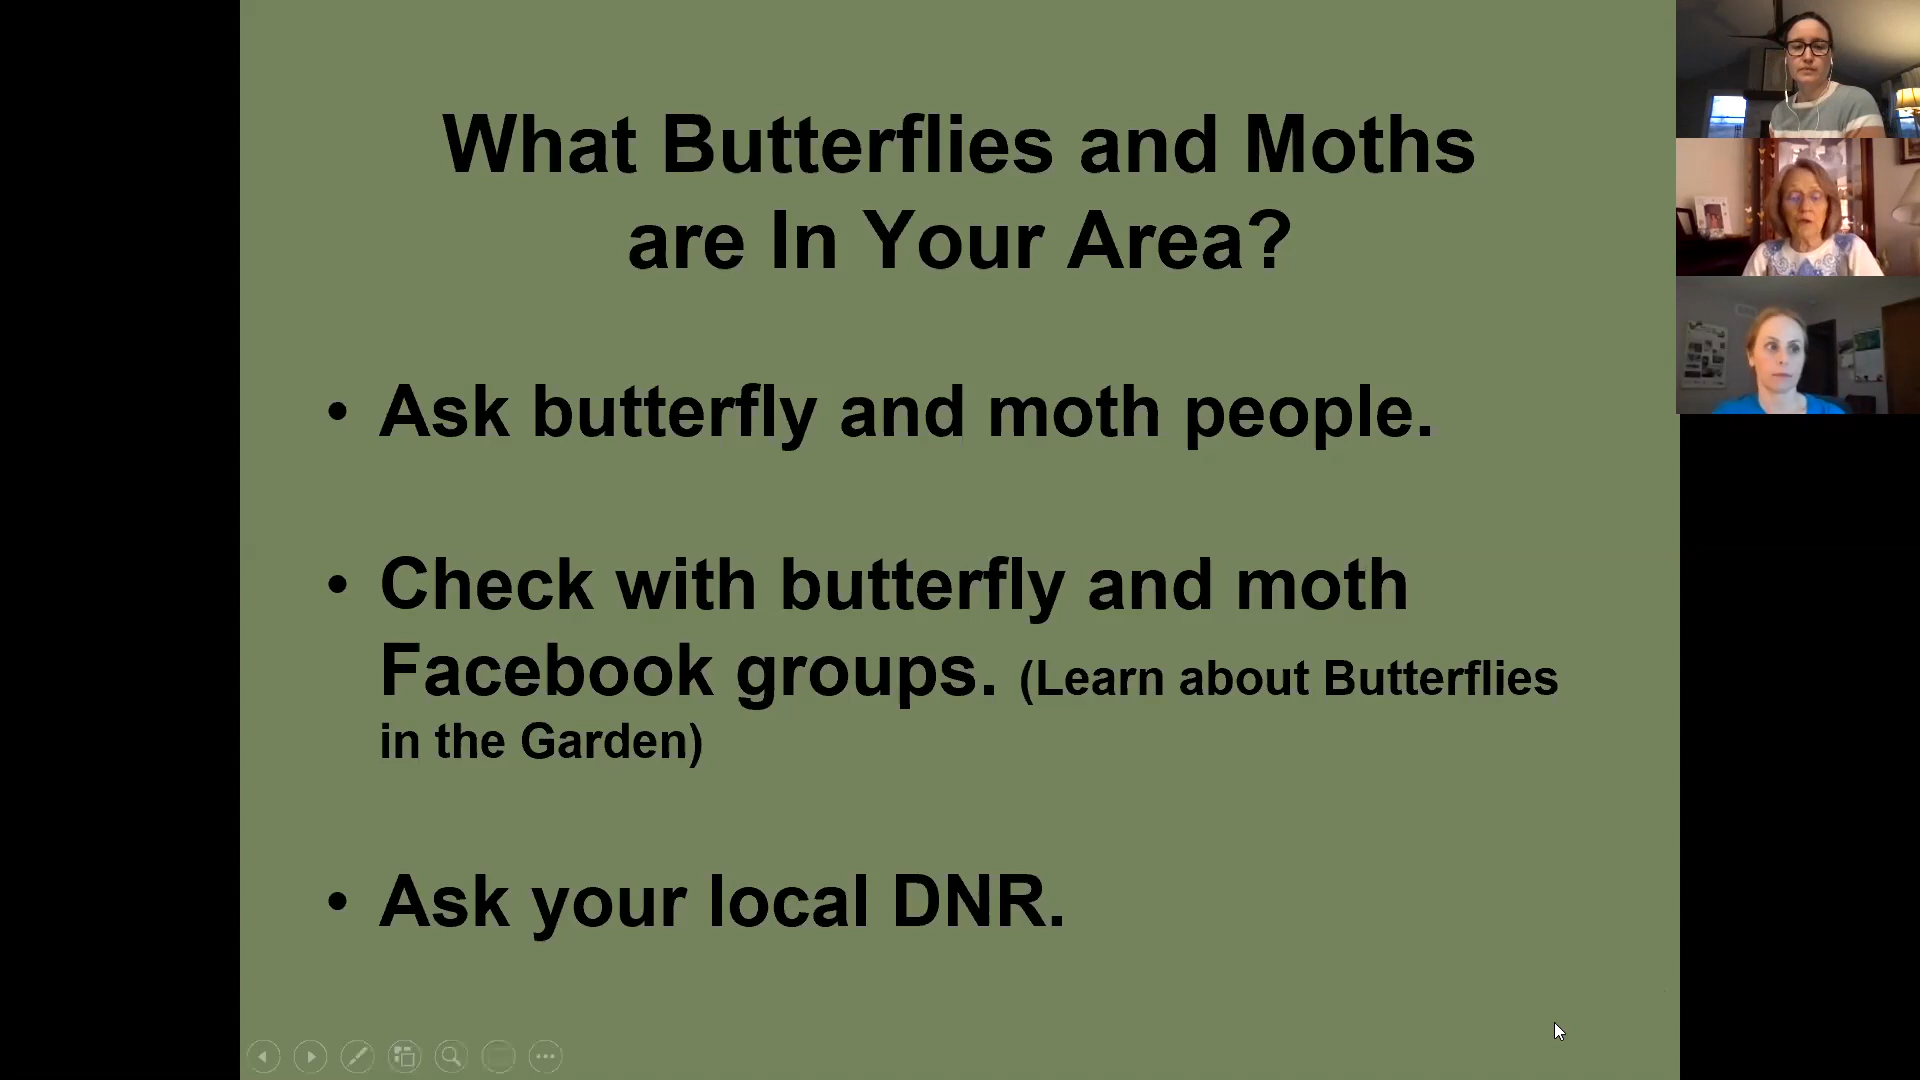 What Butterflies and Moths
are In Your Area?
• Ask butterfly and moth people.
• Check with butterfly and moth
Facebook groups. (Learn about Butterflies
in the Garden)
• Ask your local DNR.